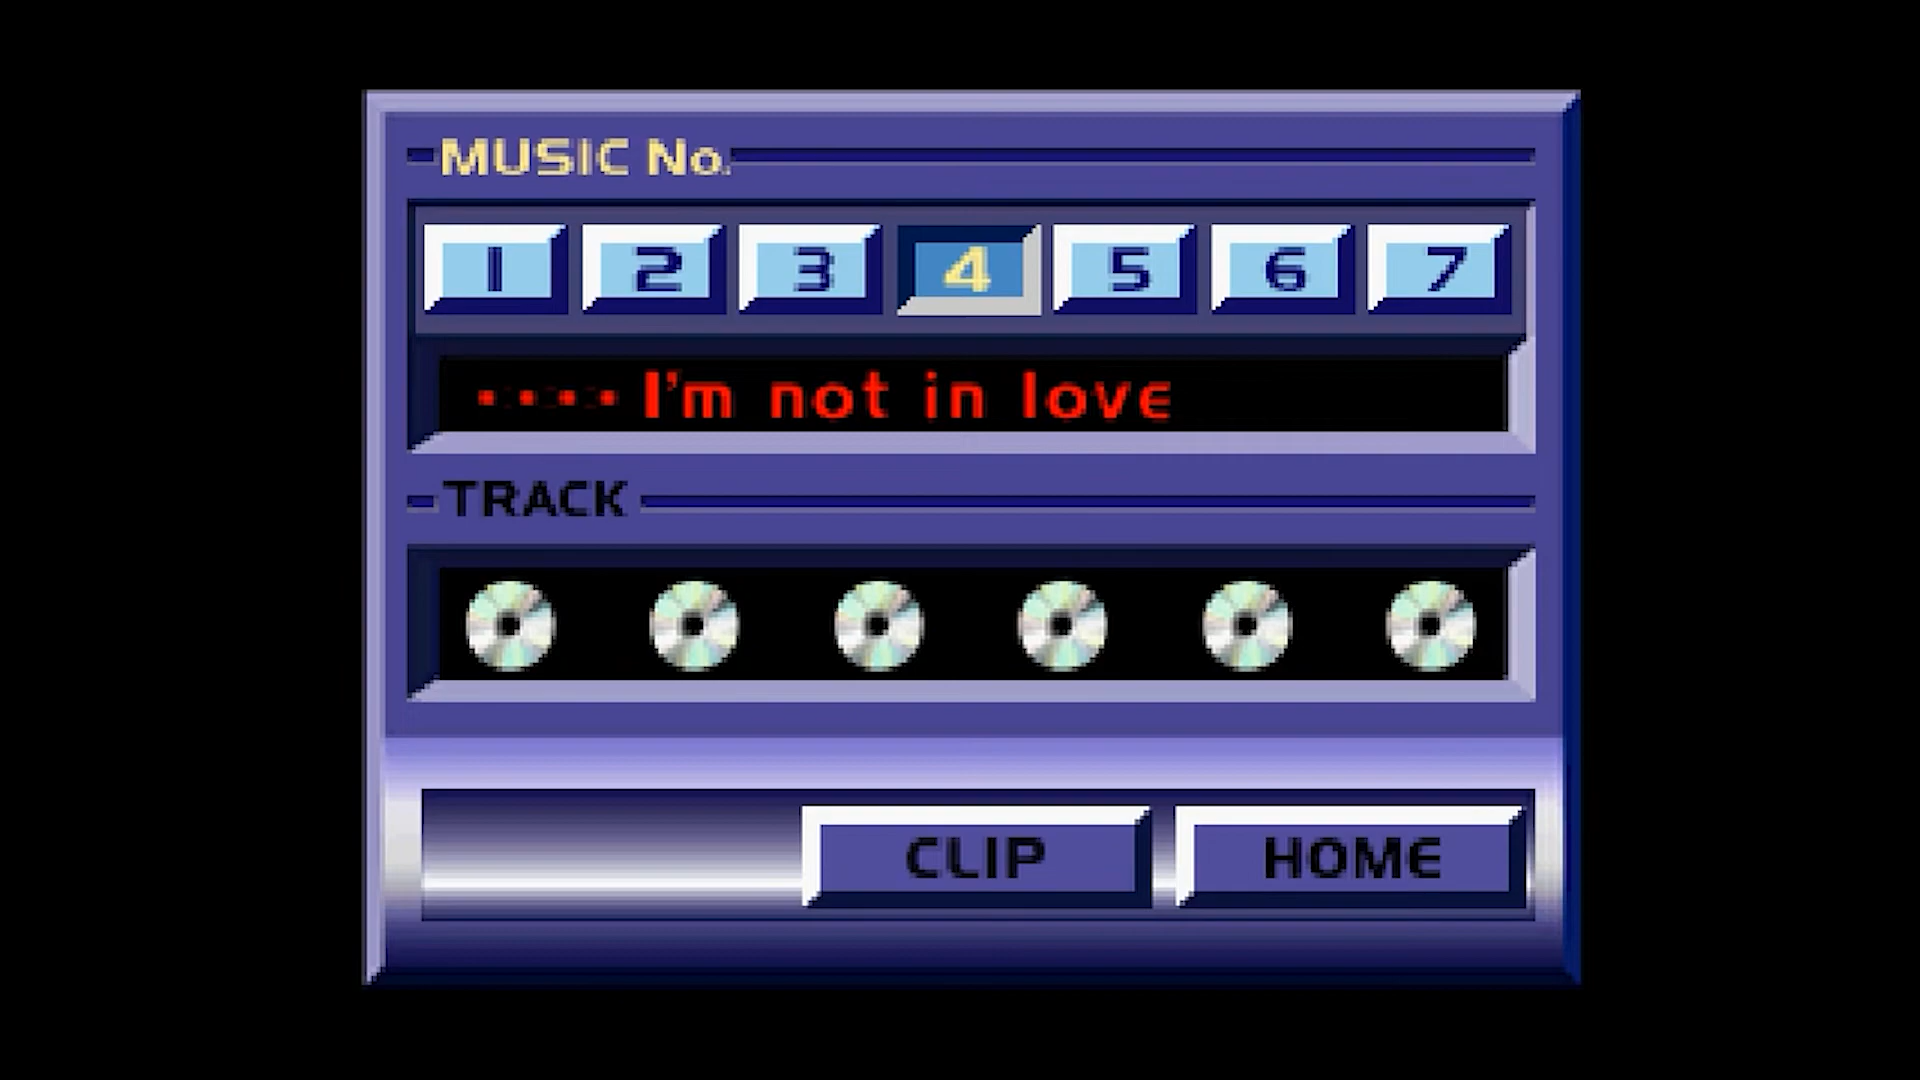 MUSIC No.
1 2 3 4 5 6 7
.... I'm not in love
TRACK
CLIP HOME